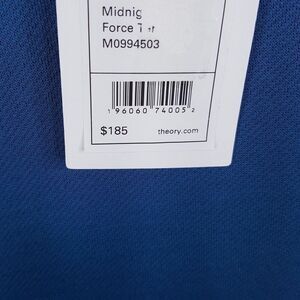 Midnig
Force T
M0994503
1 96060 74005 2
$185
theory.com